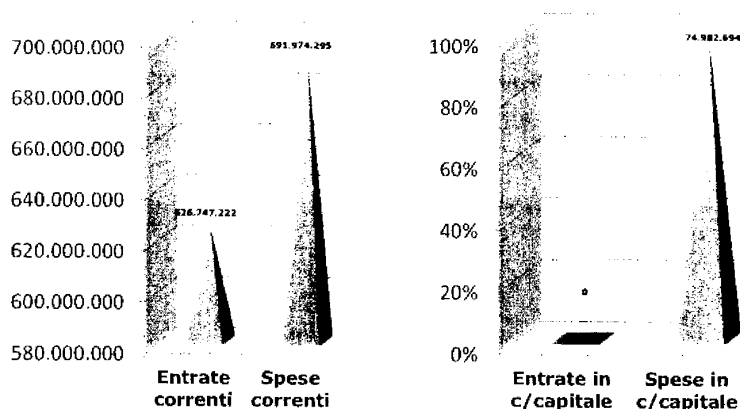 700.000.000
680.000.000
660.000.000
640.000.000
620.000.000
600.000.000
580.000.000
691.974.295
626.747.222
Entrate
correnti
Spese
correnti
100%
80%
60%
40%
20%
0%
74.982.694
0
Entrate in
c/capitale
Spese in
c/capitale